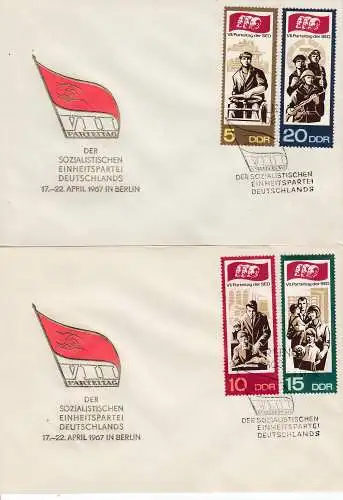 VII. Parteitag der SED
VII. Parteitag der SED
5 DDR
20 DDR
VII
PARTEITAG
DER
SOZIALISTISCHEN
EINHEITSPARTEI
DEUTSCHLANDS
17.–22. APRIL 1967 IN BERLIN
VII
DER SOZIALISTISCHEN
EINHEITSPARTEI
DEUTSCHLANDS
VII. Parteitag der SED
VII. Parteitag der SED
10 DDR
15 DDR
VII
PARTEITAG
DER
SOZIALISTISCHEN
EINHEITSPARTEI
DEUTSCHLANDS
17.–22. APRIL 1967 IN BERLIN
DER SOZIALISTISCHEN
EINHEITSPARTEI
DEUTSCHLANDS